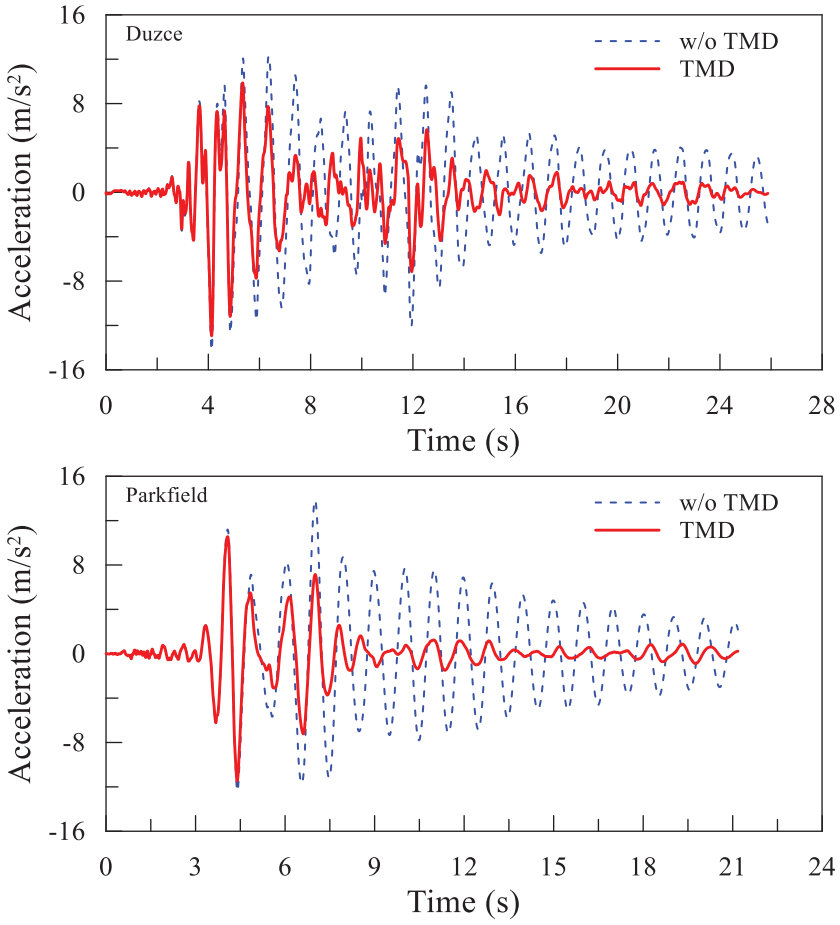 16
Duzce
w/o TMD
TMD
8
0
-8
-16
Acceleration (m/s²)
0 4 8 12 16 20 24 28
Time (s)
16
Parkfield
w/o TMD
TMD
8
0
-8
-16
Acceleration (m/s²)
0 3 6 9 12 15 18 21 24
Time (s)